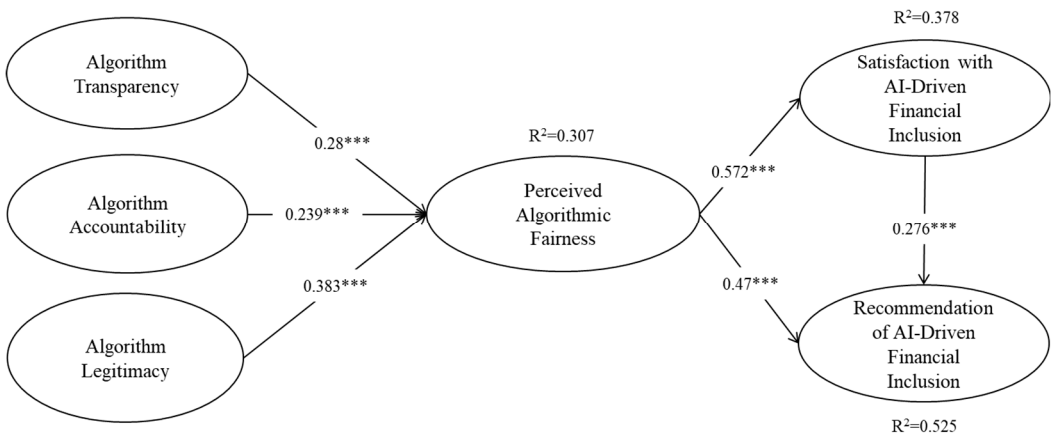 R²=0.378
Algorithm
Transparency
Satisfaction with
AI-Driven
Financial
Inclusion
0.28***
R²=0.307
0.572***
Algorithm
Accountability
0.239***
Perceived
Algorithmic
Fairness
0.276***
0.383***
0.47***
Algorithm
Legitimacy
Recommendation
of AI-Driven
Financial
Inclusion
R²=0.525